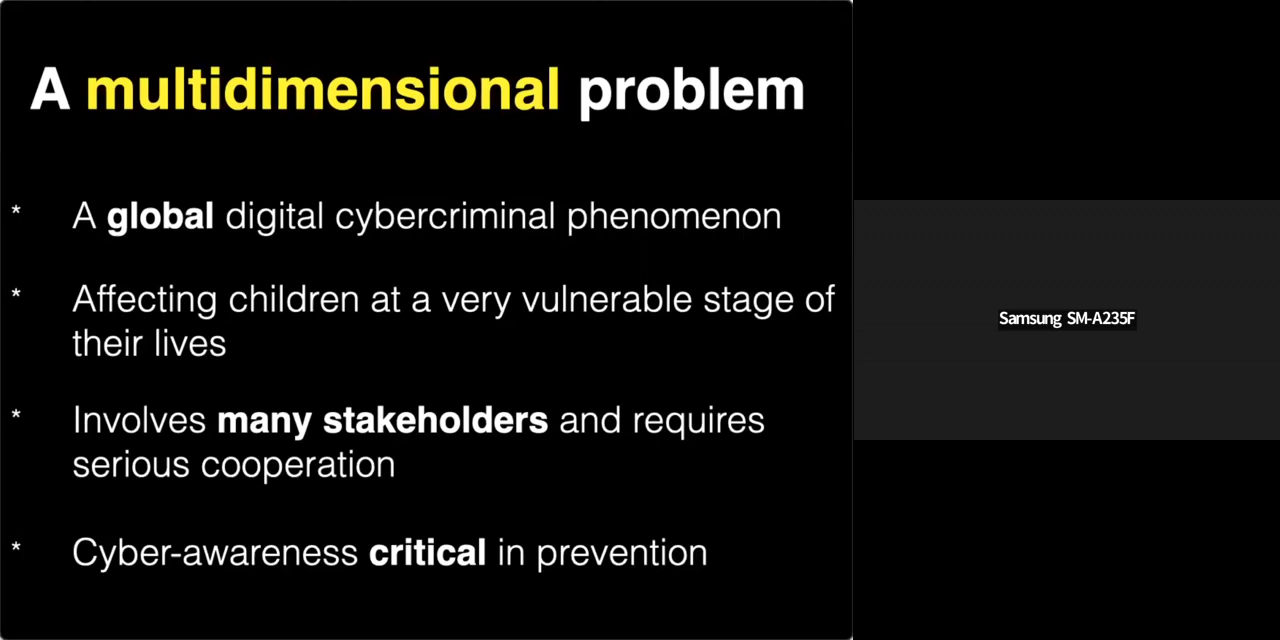 A multidimensional problem
* A global digital cybercriminal phenomenon
* Affecting children at a very vulnerable stage of
their lives
* Involves many stakeholders and requires
serious cooperation
* Cyber-awareness critical in prevention
Samsung SM-A235F